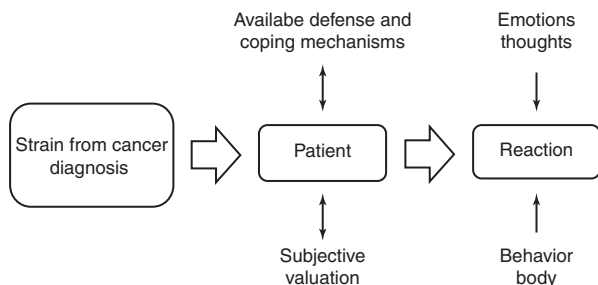 Availabe defense and
coping mechanisms
Emotions
thoughts
Strain from cancer
diagnosis
Patient
Reaction
Subjective
valuation
Behavior
body